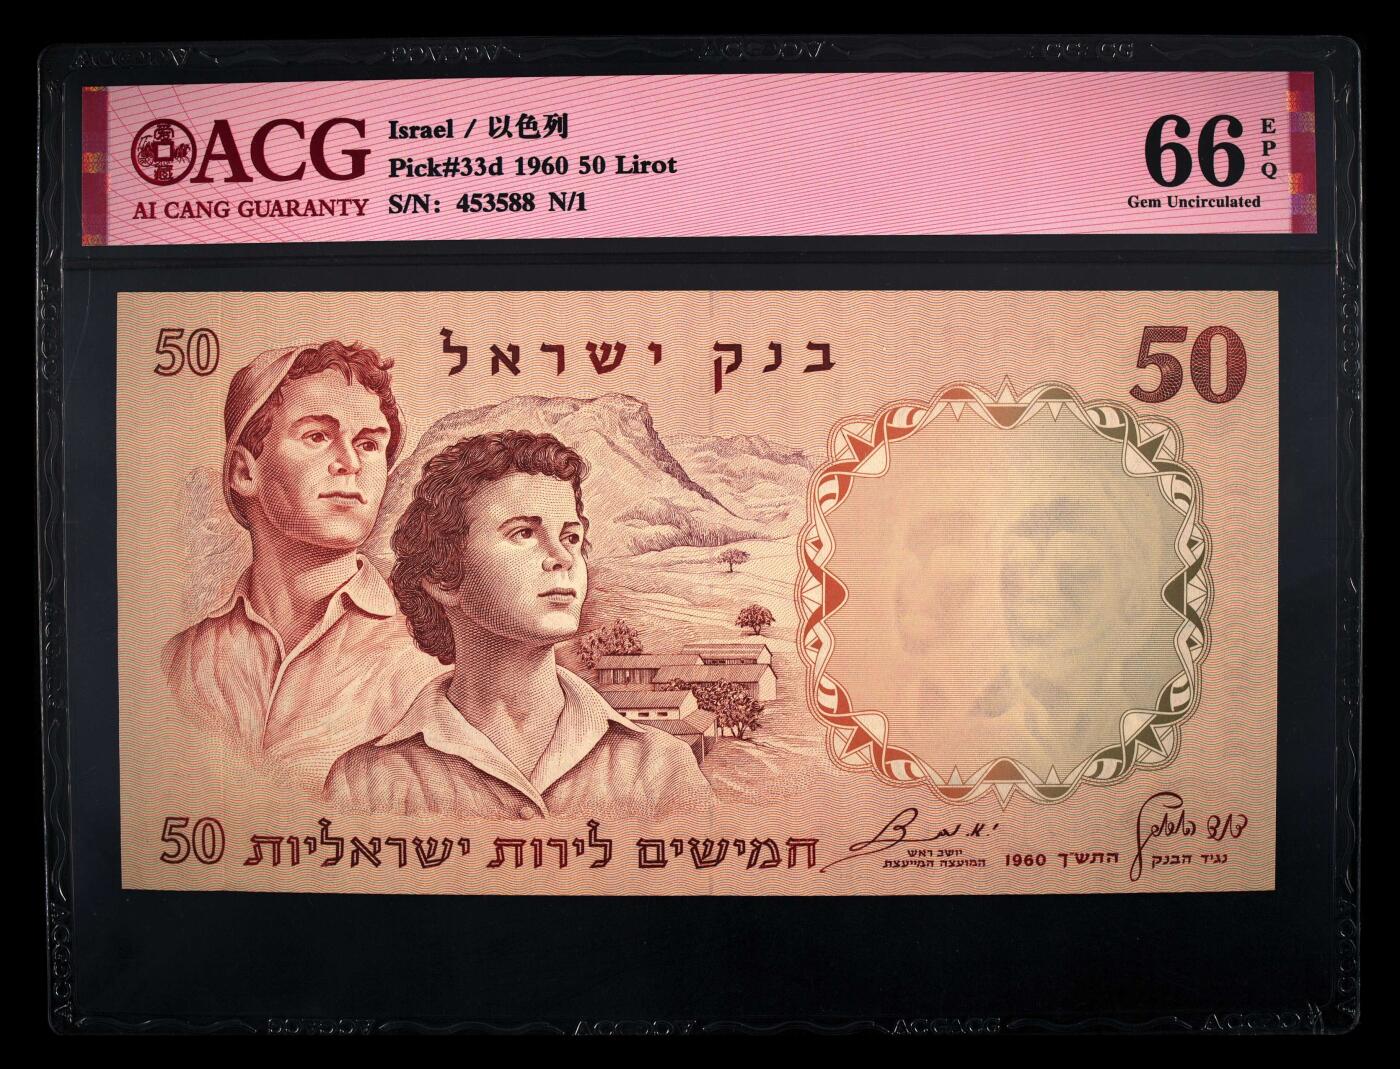 ACG
AI CANG GUARANTY
Israel / 以色列
Pick#33d 1960 50 Lirot
S/N: 453588 N/1
66 EPQ
Gem Uncirculated
50
בנק ישראל
50
50
חמישים לירות ישראליות
יושב ראש
המועצה המייעצת
1960 התש״ך
נגיד הבנק